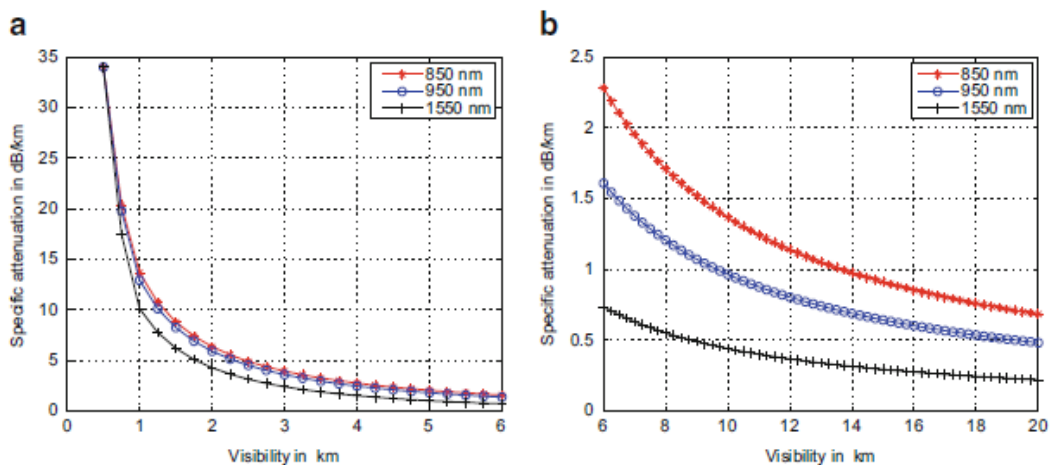 a
35
30
25
20
15
10
5
0
Specific attenuation in dB/km
850 nm
950 nm
1550 nm
0 1 2 3 4 5 6
Visibility in km
b
2.5
2
1.5
1
0.5
0
Specific attenuation in dB/km
850 nm
950 nm
1550 nm
6 8 10 12 14 16 18 20
Visibility in km